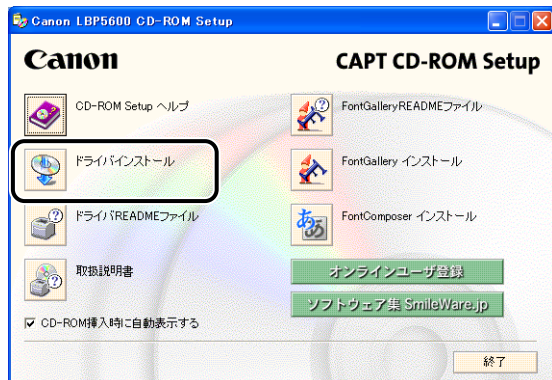 Canon LBP5600 CD-ROM Setup
Canon
CAPT CD-ROM Setup
CD-ROM Setup ヘルプ
ドライバインストール
ドライバREADMEファイル
取扱説明書
CD-ROM挿入時に自動表示する
FontGalleryREADMEファイル
FontGallery インストール
FontComposer インストール
オンラインユーザ登録
ソフトウェア集 SmileWare.jp
終了